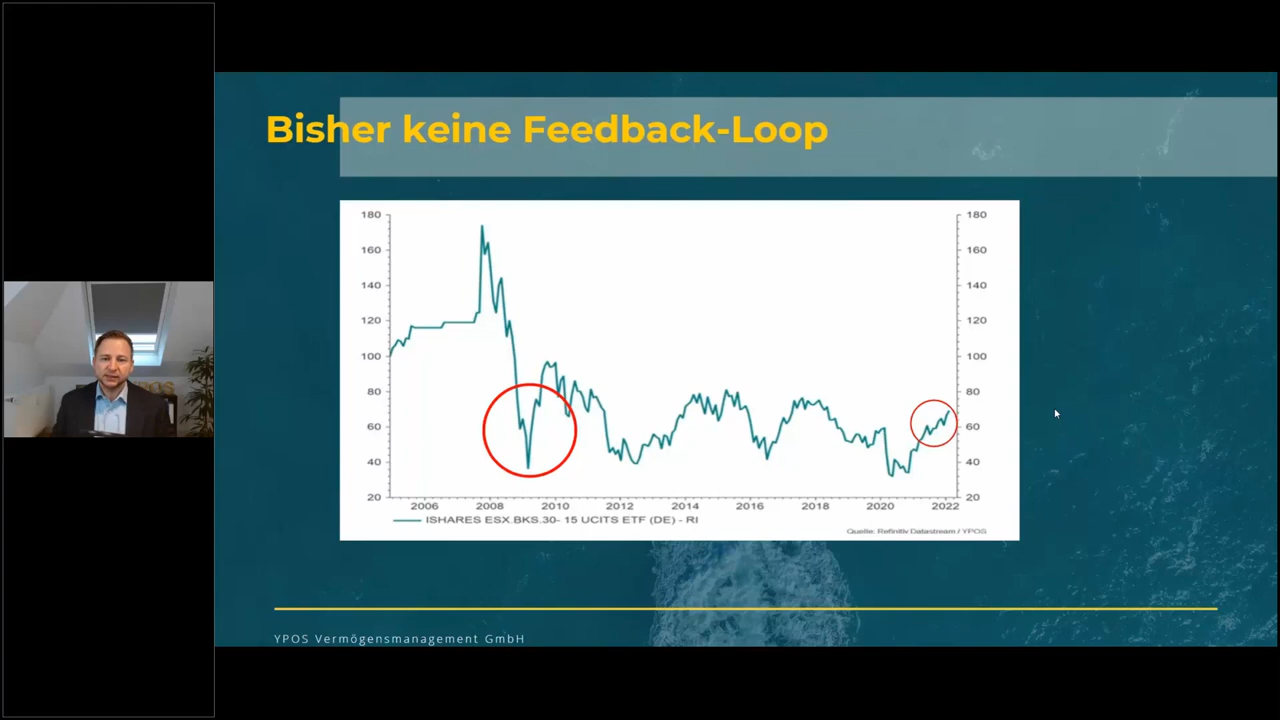 Bisher keine Feedback-Loop
180 180
160 160
140 140
120 120
100 100
80 80
60 60
40 40
20 20
2006 2008 2010 2012 2014 2016 2018 2020 2022
ISHARES ESX.BKS.30- 15 UCITS ETF (DE) - RI
Quelle: Refinitiv Datastream / YPOS
YPOS Vermögensmanagement GmbH